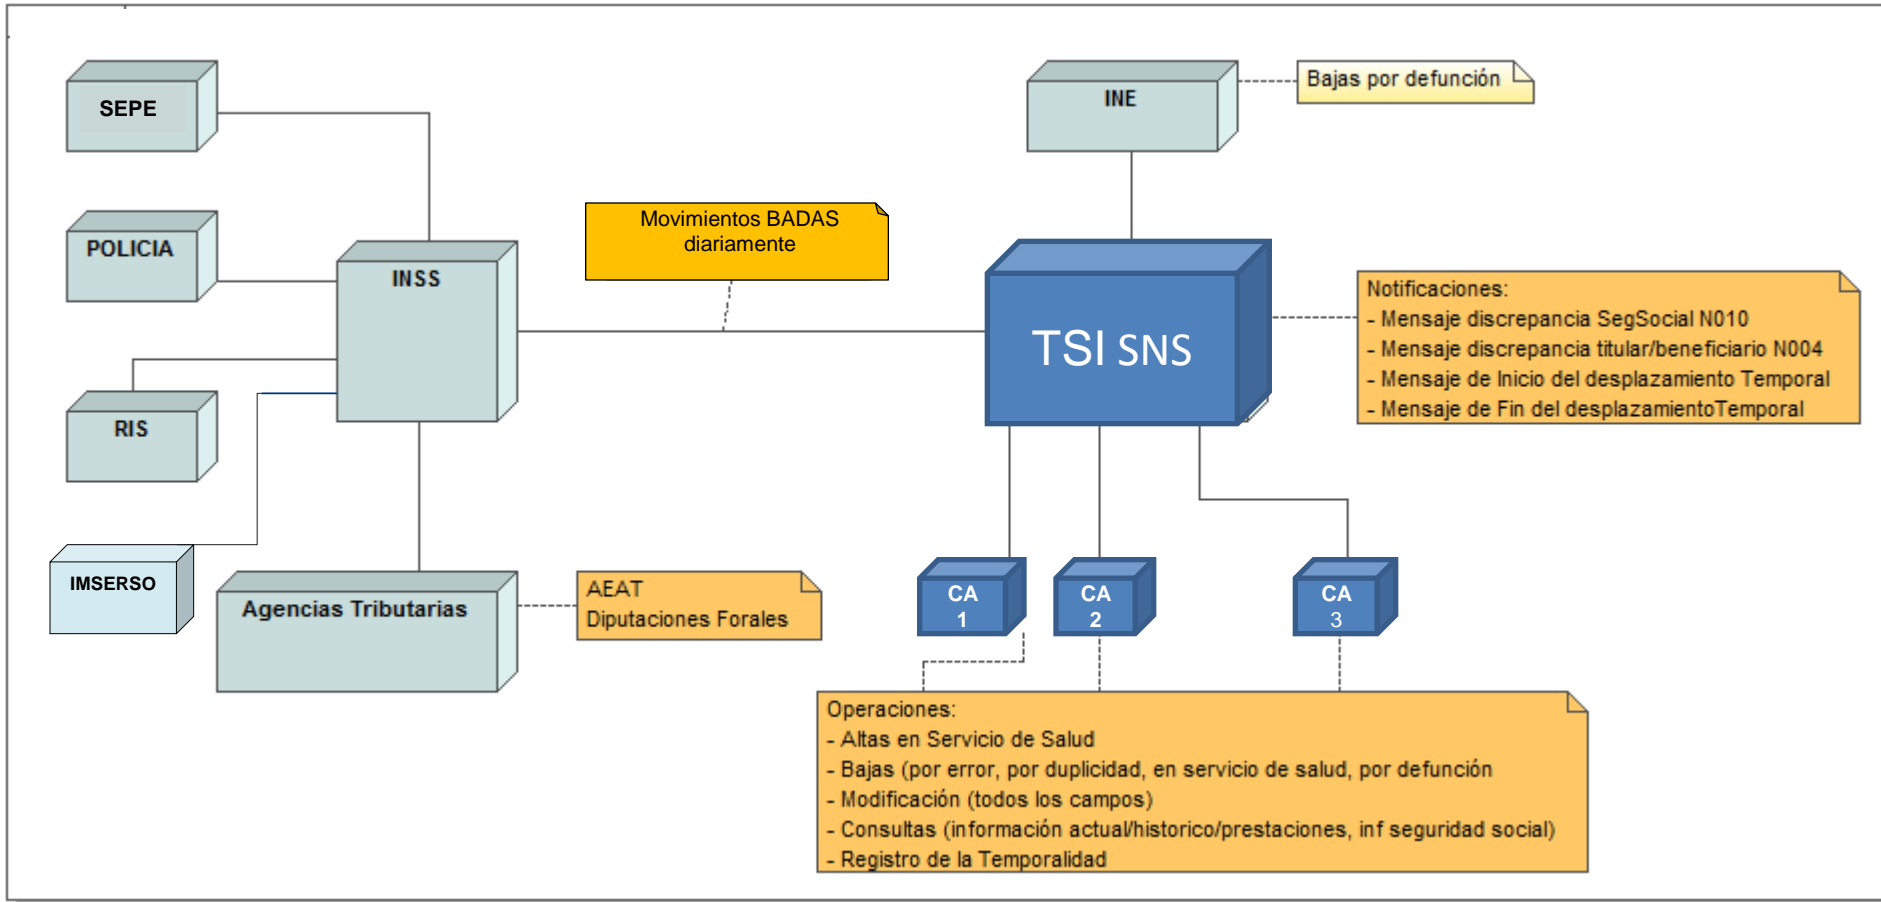 SEPE
INE
Bajas por defunción
POLICIA
INSS
Movimientos BADAS
diariamente
TSI SNS
Notificaciones:
- Mensaje discrepancia SegSocial N010
- Mensaje discrepancia titular/beneficiario N004
- Mensaje de Inicio del desplazamiento Temporal
- Mensaje de Fin del desplazamientoTemporal
RIS
IMSERSO
Agencias Tributarias
AEAT
Diputaciones Forales
CA
1
CA
2
CA
3
Operaciones:
- Altas en Servicio de Salud
- Bajas (por error, por duplicidad, en servicio de salud, por defunción
- Modificación (todos los campos)
- Consultas (información actual/historico/prestaciones, inf seguridad social)
- Registro de la Temporalidad